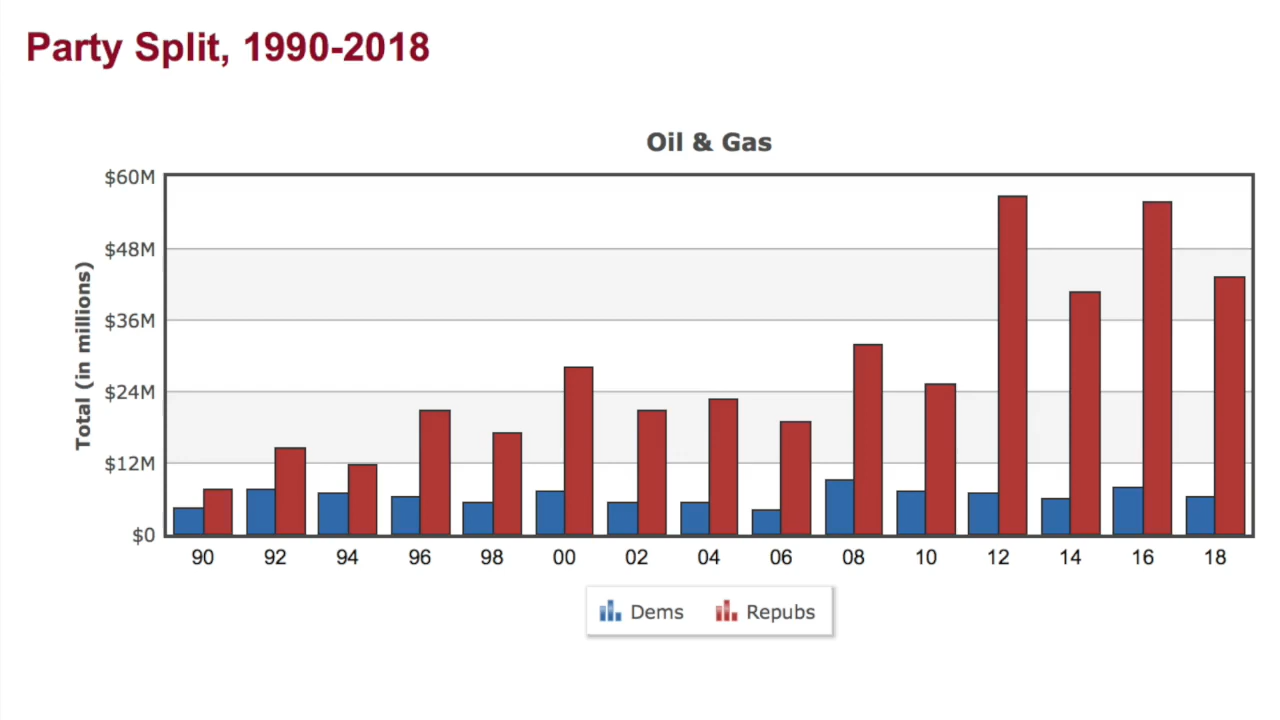 Party Split, 1990-2018
Oil & Gas
Total (in millions)
$60M
$48M
$36M
$24M
$12M
$0
90 92 94 96 98 00 02 04 06 08 10 12 14 16 18
Dems Repubs